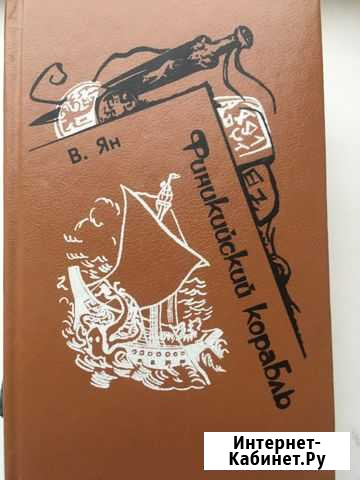 В. Ян
Финикийский корабль
Интернет-
Кабинет.Ру